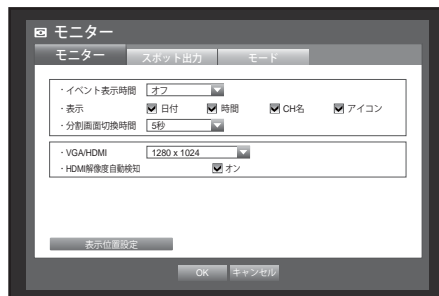 モニター
モニター スポット出力 モード
・イベント表示時間 オフ
・表示 日付 時間 CH名 アイコン
・分割画面切換時間 5秒
・VGA/HDMI 1280 x 1024
・HDMI解像度自動検知 オン
表示位置設定
OK キャンセル